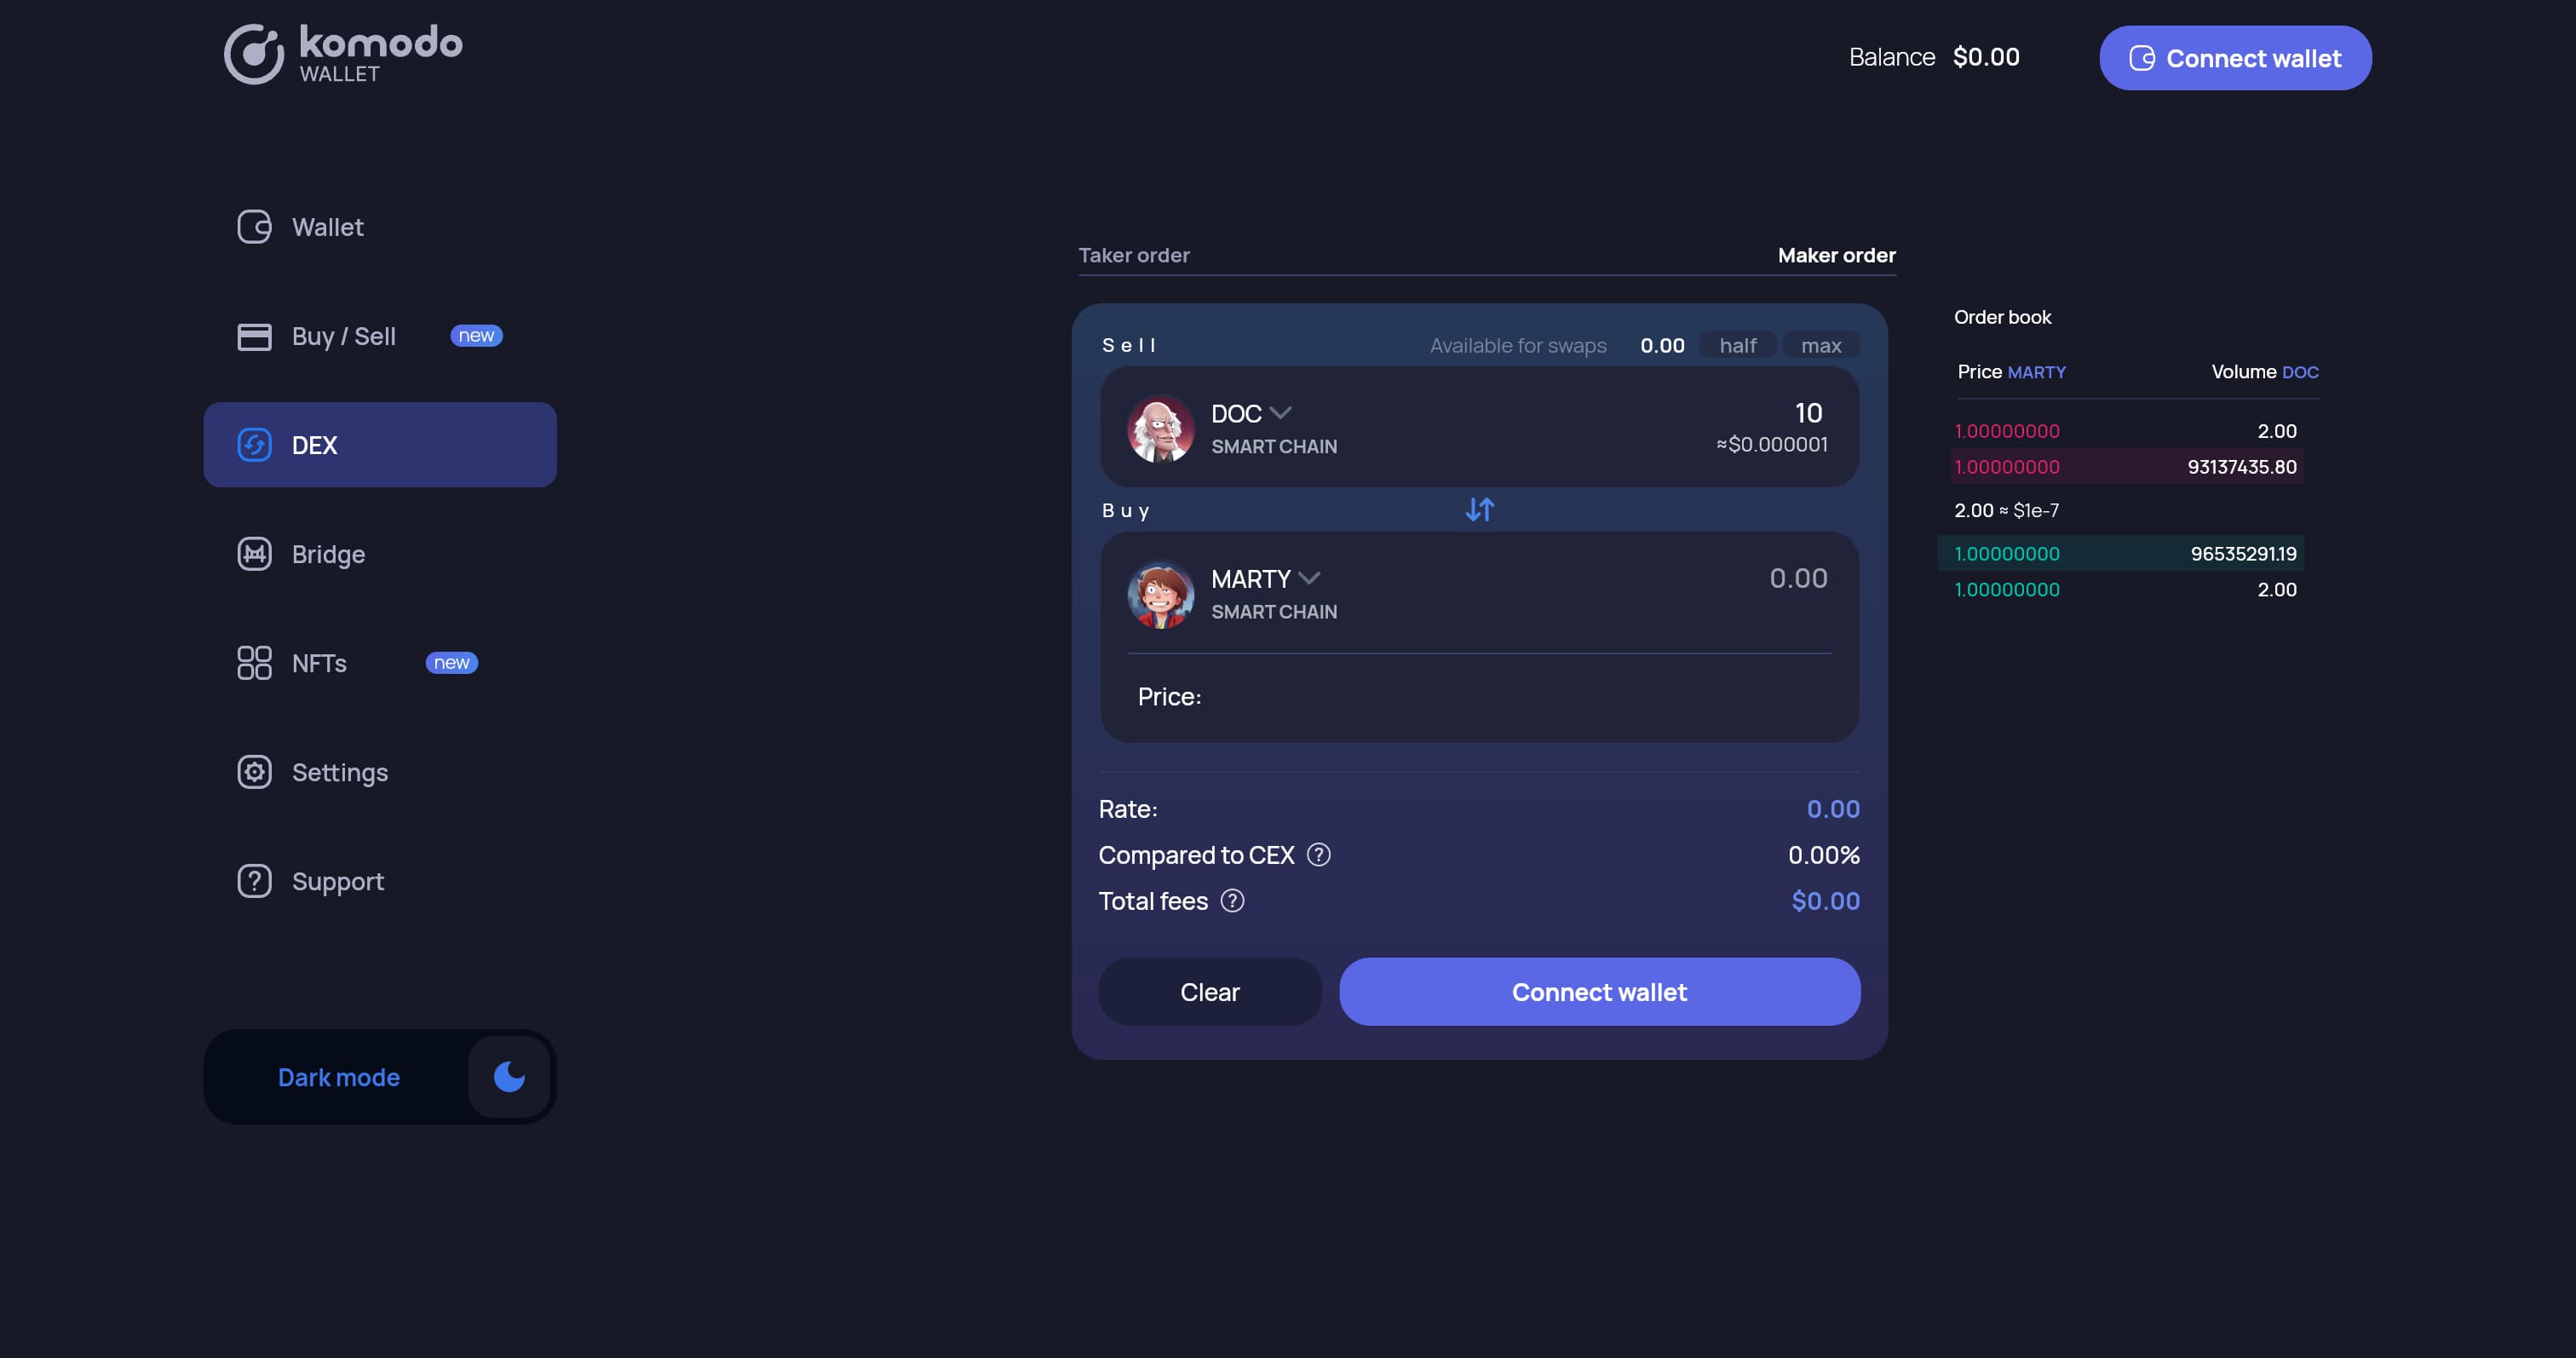 komodo
WALLET
Balance $0.00
Connect wallet
Wallet
Buy / Sell new
DEX
Bridge
NFTs new
Settings
Support
Dark mode
Taker order Maker order
Sell Available for swaps 0.00 half max
DOC 10
SMART CHAIN ≈$0.000001
Buy
MARTY 0.00
SMART CHAIN
Price:
Rate: 0.00
Compared to CEX ? 0.00%
Total fees ? $0.00
Clear Connect wallet
Order book
Price MARTY Volume DOC
1.00000000 2.00
1.00000000 93137435.80
2.00 ≈ $1e-7
1.00000000 96535291.19
1.00000000 2.00